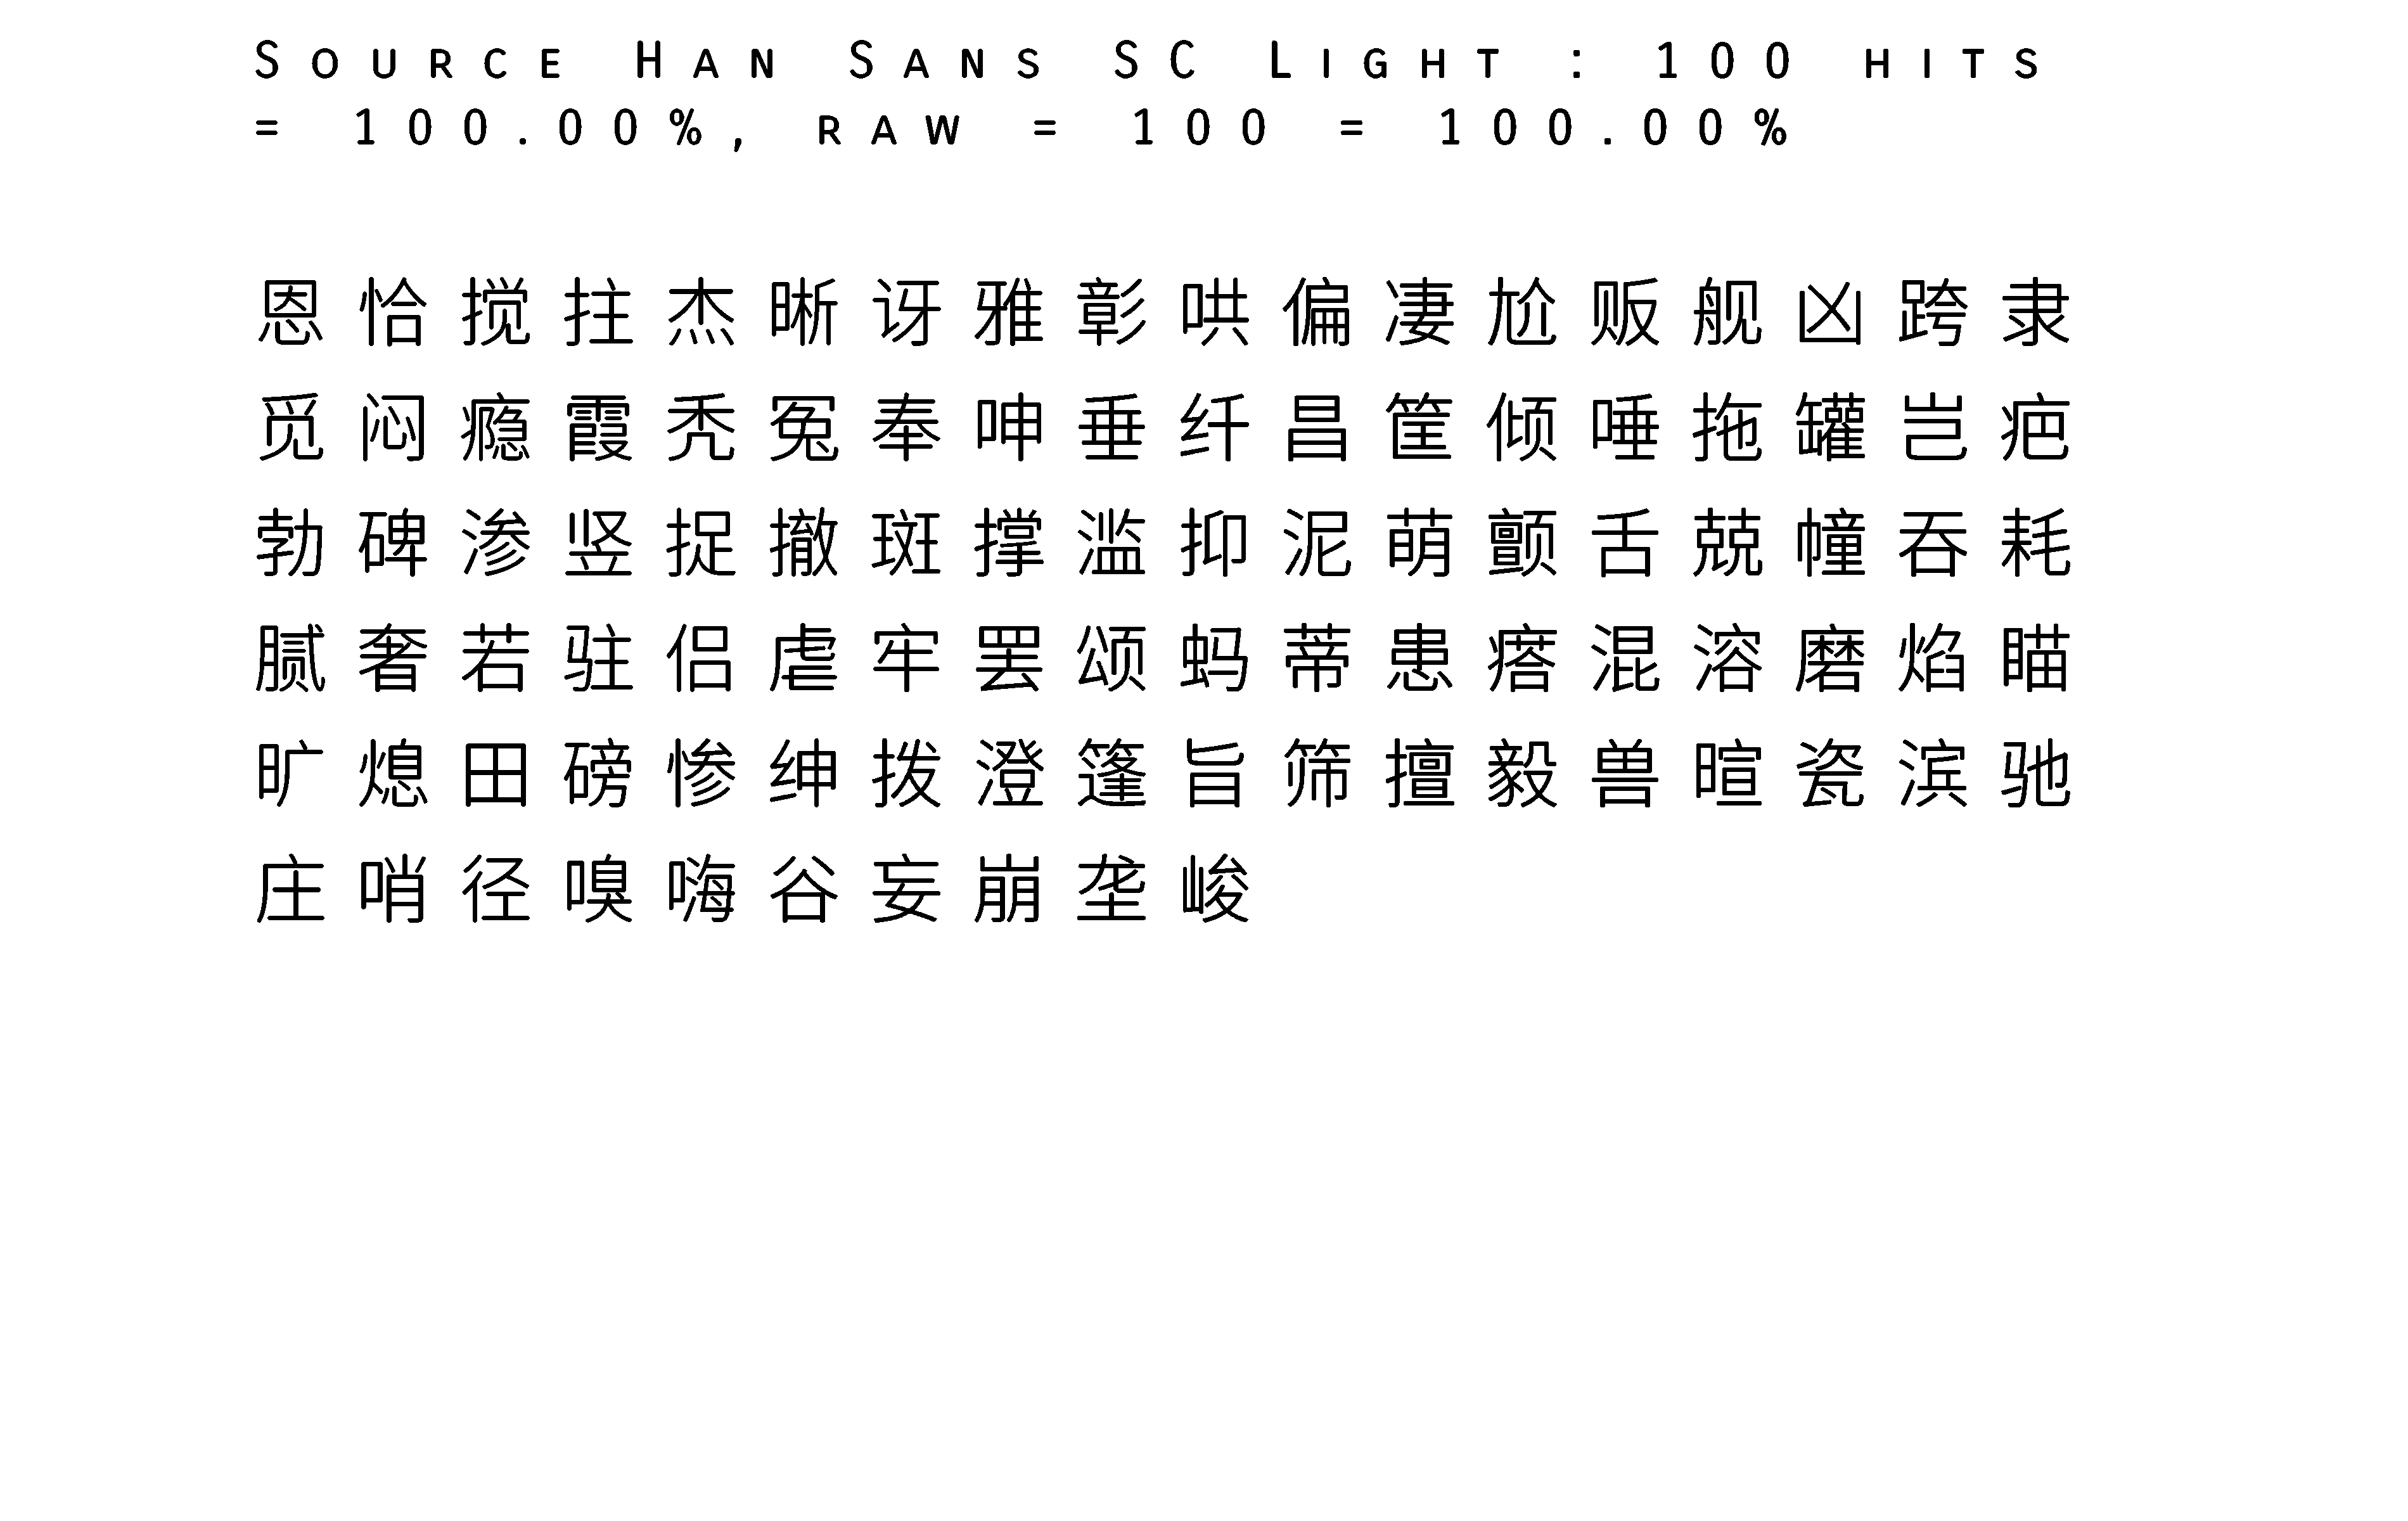 Source Han Sans SC Light : 100 hits
= 100.00%, raw = 100 = 100.00%
恩恰搅拄杰晰讶雅彰哄偏凄尬贩舰凶跨隶
觅闷瘾霞秃冤奉呻垂纤昌筐倾唾拖罐岂疤
勃碑渗竖捉撤斑撑滥抑泥萌颤舌兢幢吞耗
腻奢若驻侣虐牢罢颂蚂蒂患瘩混溶磨焰瞄
旷熄田磅惨绅拨澄篷旨筛擅毅兽暄瓷滨驰
庄哨径嗅嗨谷妄崩垄峻